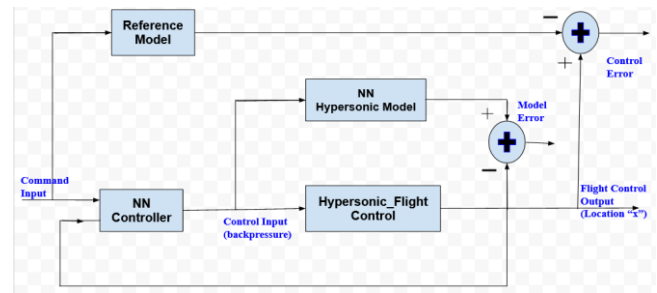 Reference
Model
Control
Error
NN
Hypersonic Model
Model
Error
Command
Input
NN
Controller
Control Input
(backpressure)
Hypersonic_Flight
Control
Flight Control
Output
(Location “x”)